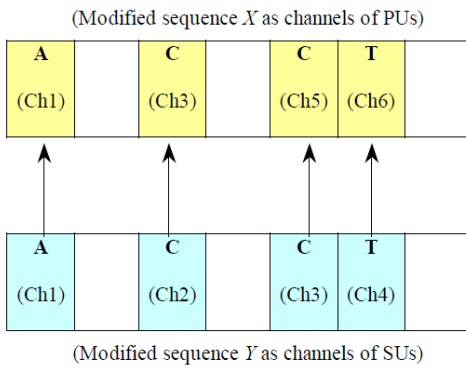 (Modified sequence X as channels of PUs)
A C C T
(Ch1) (Ch3) (Ch5) (Ch6)
A C C T
(Ch1) (Ch2) (Ch3) (Ch4)
(Modified sequence Y as channels of SUs)